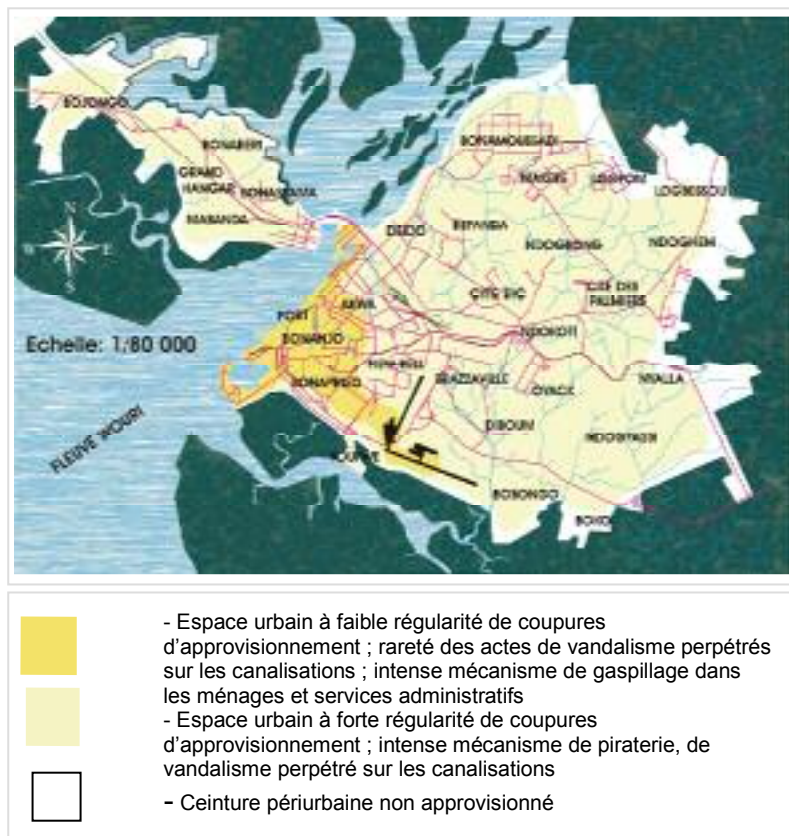 BOJONGO
BONABERI
GRAND
HANGAR
BONASSAMA
MABANDA
BONAMOUSSADI
LOGBESSOU
DEIDO
BEPANDA
NDOGBONG
NDOGHEM
CITE SIC
CITE DES
PALMIERS
PORT
AKWA
Echelle: 1/80 000
BONANJO
NDOKOTI
NEW-BELL
BONAPRISO
BRAZZAVILLE
OYACK
NYALLA
FLEUVE WOURI
DIBOUM
BOBONGO
BOKO
N
W
E
S
- Espace urbain à faible régularité de coupures
d'approvisionnement ; rareté des actes de vandalisme perpétrés
sur les canalisations ; intense mécanisme de gaspillage dans
les ménages et services administratifs
- Espace urbain à forte régularité de coupures
d'approvisionnement ; intense mécanisme de piraterie, de
vandalisme perpétré sur les canalisations
- Ceinture périurbaine non approvisionné